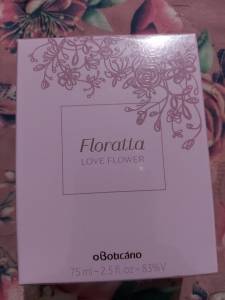 Floratta
LOVE FLOWER
oBoticário
75 ml ~ 2.5 fl.oz ~ 83%V